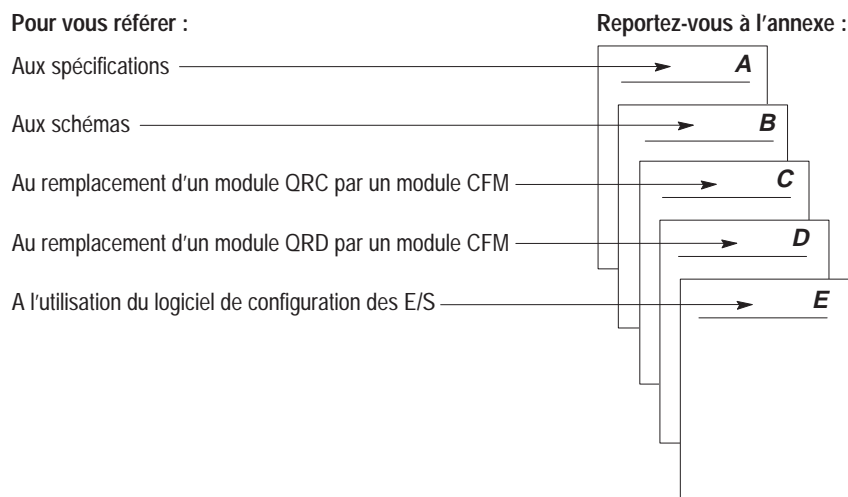 Pour vous référer : Reportez-vous à l'annexe :
Aux spécifications A
Aux schémas B
Au remplacement d'un module QRC par un module CFM C
Au remplacement d'un module QRD par un module CFM D
A l'utilisation du logiciel de configuration des E/S E